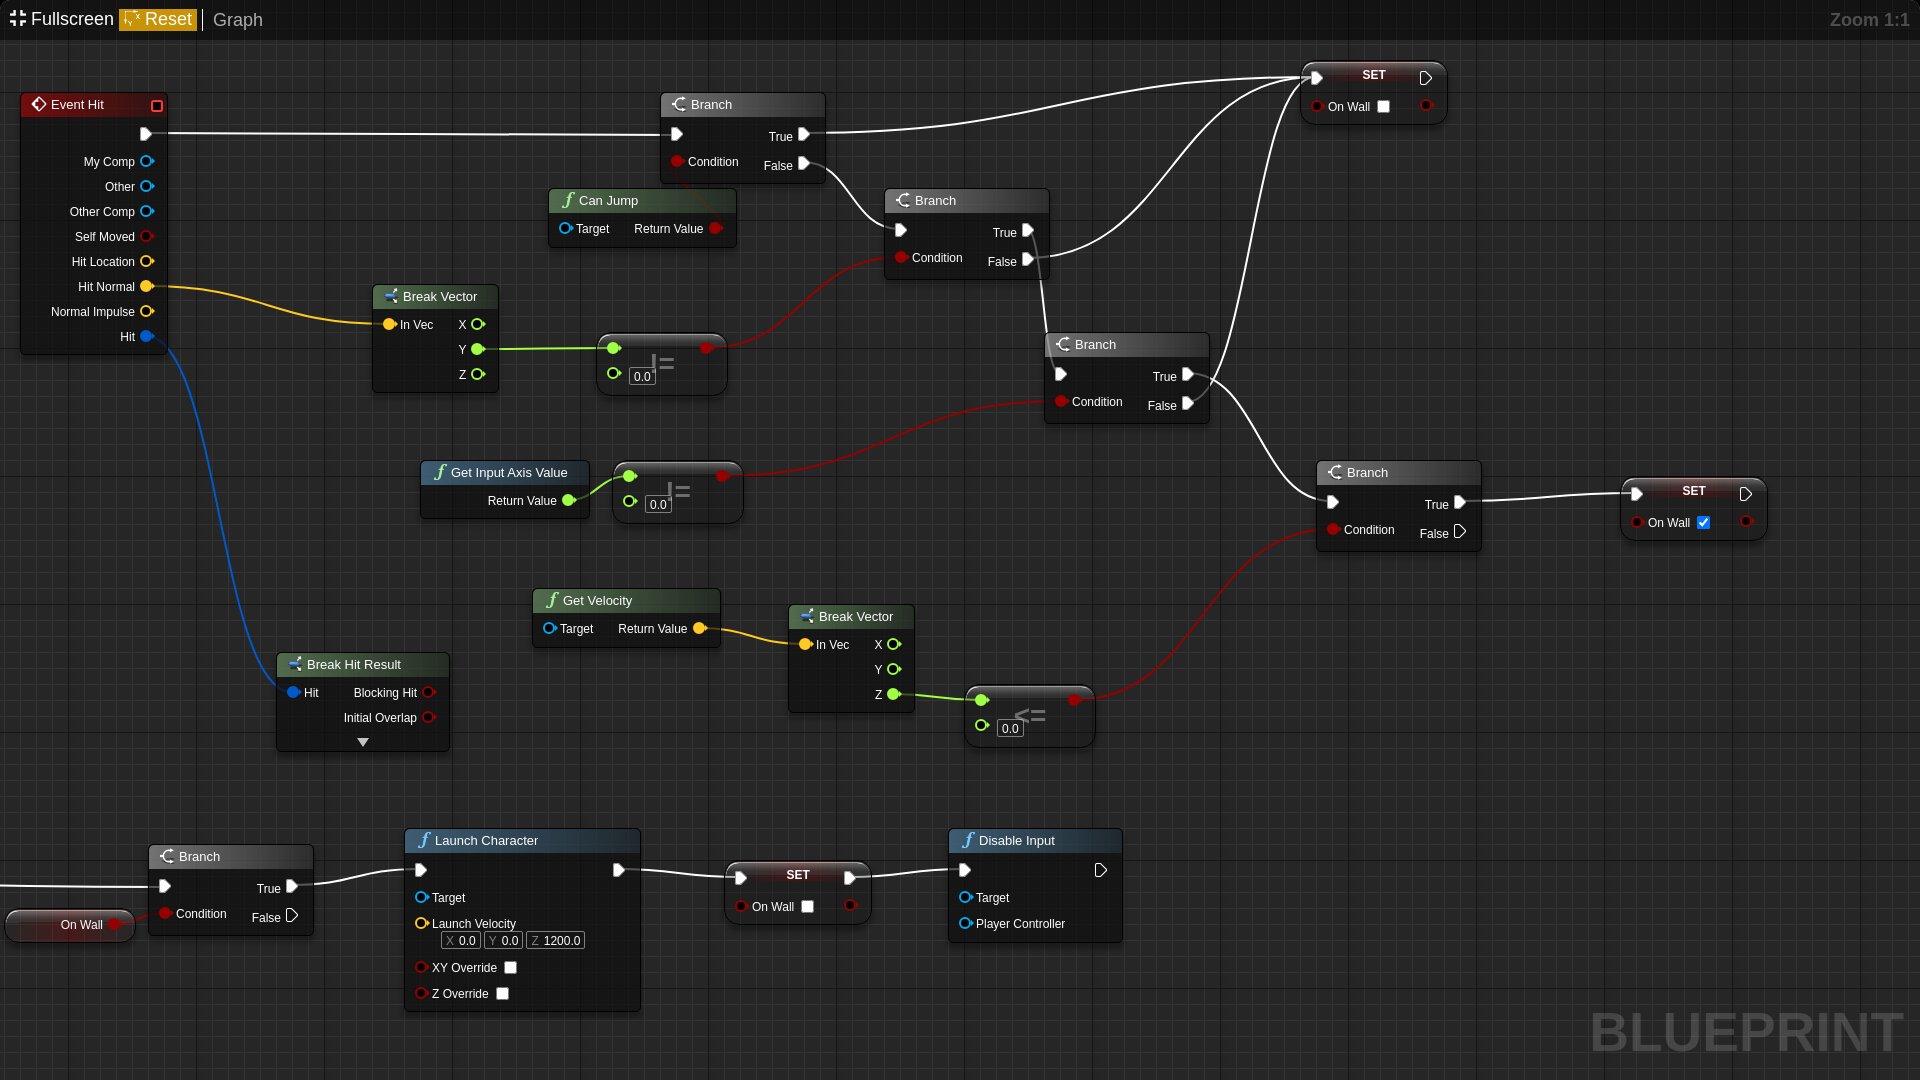 Fullscreen Reset Graph
Zoom 1:1
Event Hit
My Comp
Other
Other Comp
Self Moved
Hit Location
Hit Normal
Normal Impulse
Hit
Branch
True
Condition
False
Can Jump
Target Return Value
Branch
True
Condition
False
SET
On Wall
Break Vector
In Vec X
Y
Z
!=
0.0
Branch
True
Condition
False
Get Input Axis Value
Return Value
!=
0.0
Branch
True
Condition
False
SET
On Wall
Get Velocity
Target Return Value
Break Vector
In Vec X
Y
Z
<=
0.0
Break Hit Result
Hit Blocking Hit
Initial Overlap
On Wall
Branch
True
Condition
False
Launch Character
Target
Launch Velocity
X 0.0 Y 0.0 Z 1200.0
XY Override
Z Override
SET
On Wall
Disable Input
Target
Player Controller
BLUEPRINT